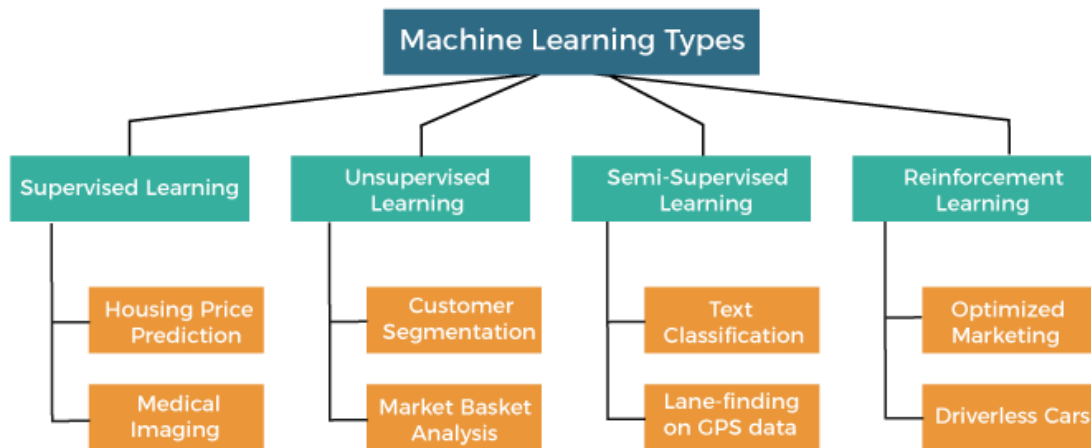 Machine Learning Types
Supervised Learning
Unsupervised
Learning
Semi-Supervised
Learning
Reinforcement
Learning
Housing Price
Prediction
Customer
Segmentation
Text
Classification
Optimized
Marketing
Medical
Imaging
Market Basket
Analysis
Lane-finding
on GPS data
Driverless Cars